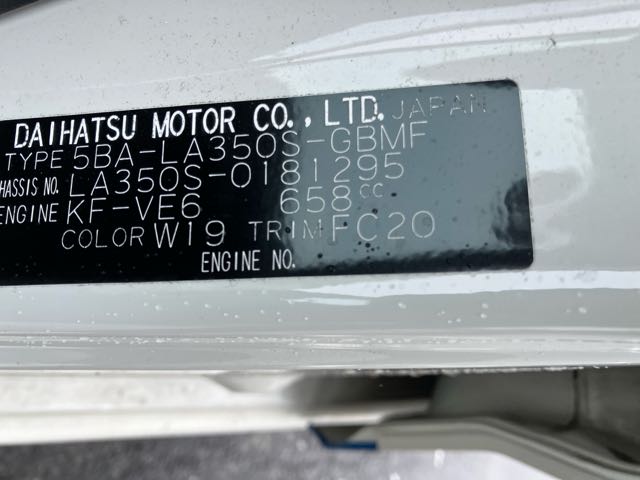 DAIHATSU MOTOR CO., LTD. JAPAN
TYPE 5BA-LA350S-GBMF
CHASSIS NO. LA350S-0181295
ENGINE KF-VE6 658CC
COLOR W19 TRIM FC20
ENGINE NO.